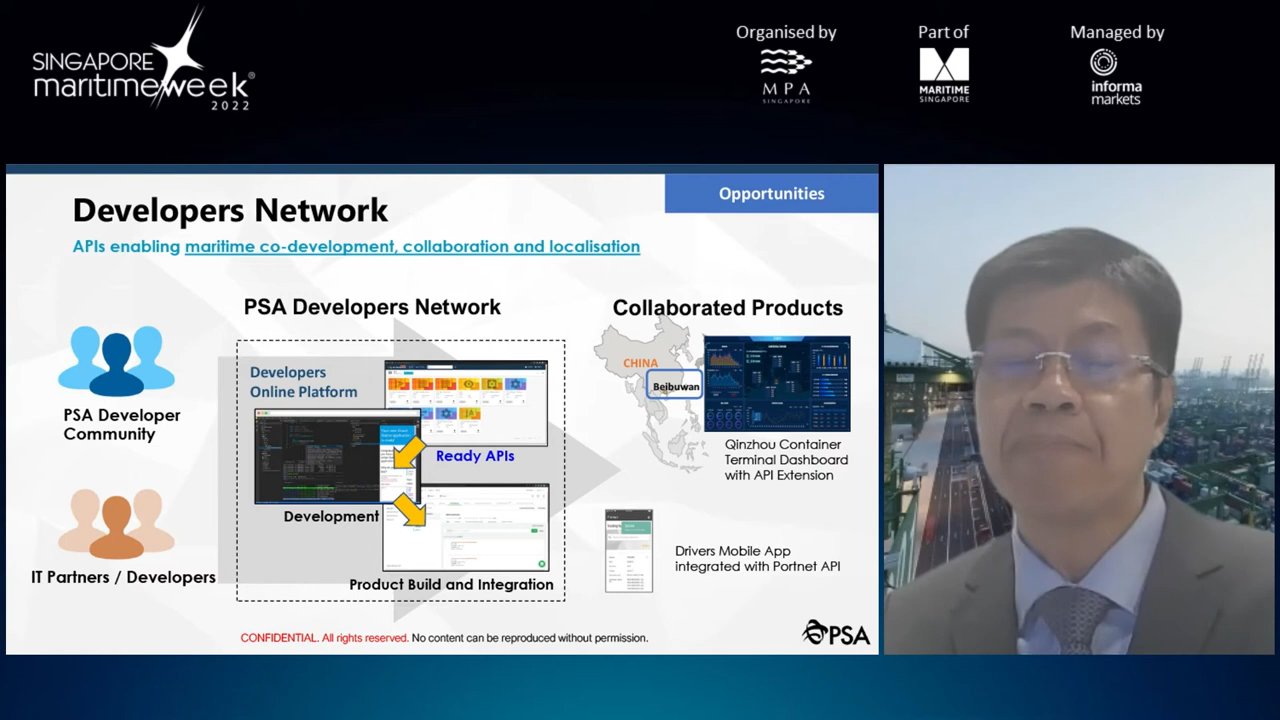 SINGAPORE
maritimeweek®
2022
Organised by
MPA
SINGAPORE
Part of
MARITIME
SINGAPORE
Managed by
informa
markets
Opportunities
Developers Network
APIs enabling maritime co-development, collaboration and localisation
PSA Developers Network
Collaborated Products
Developers
Online Platform
CHINA
Beibuwan
PSA Developer
Community
Ready APIs
Qinzhou Container
Terminal Dashboard
with API Extension
Development
Drivers Mobile App
integrated with Portnet API
IT Partners / Developers
Product Build and Integration
CONFIDENTIAL. All rights reserved. No content can be reproduced without permission.
PSA